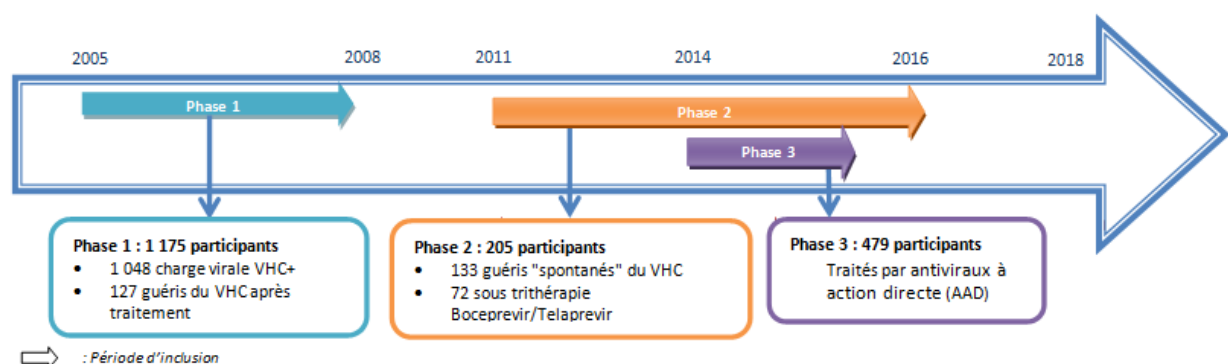 2005 2008 2011 2014 2016 2018
Phase 1
Phase 2
Phase 3
Phase 1 : 1 175 participants
• 1 048 charge virale VHC+
• 127 guéris du VHC après
traitement
Phase 2 : 205 participants
• 133 guéris "spontanés" du VHC
• 72 sous trithérapie
Boceprevir/Telaprevir
Phase 3 : 479 participants
Traités par antiviraux à
action directe (AAD)
: Période d'inclusion